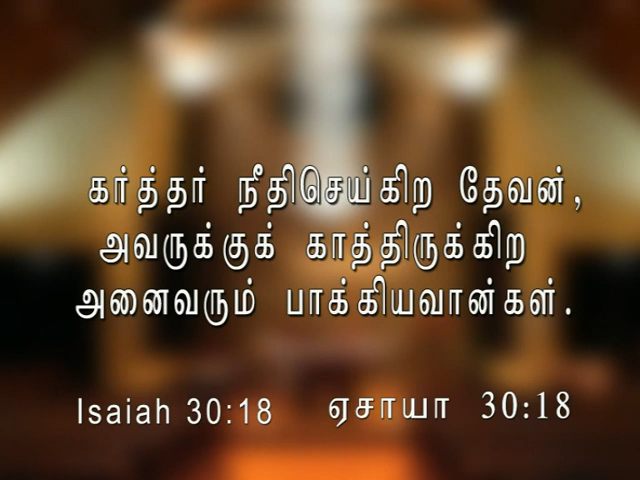 கர்த்தர் நீதிசெய்கிற தேவன்,
அவருக்குக் காத்திருக்கிற
அனைவரும் பாக்கியவான்கள்.
Isaiah 30:18 ஏசாயா 30:18